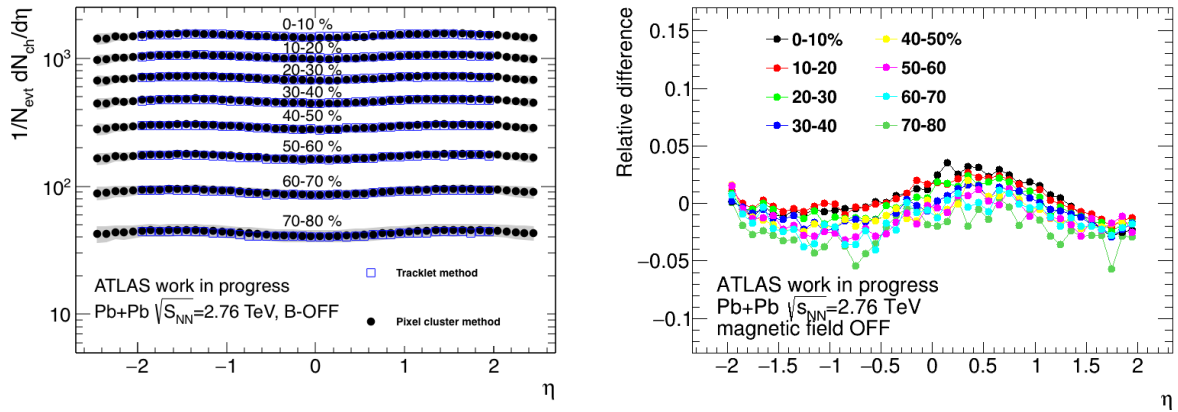 1/N_evt dN_ch/dη
10³
10²
10
0-10 %
10-20 %
20-30 %
30-40 %
40-50 %
50-60 %
60-70 %
70-80 %
Tracklet method
ATLAS work in progress
Pb+Pb √S_NN=2.76 TeV, B-OFF
Pixel cluster method
−2 −1 0 1 2
η
Relative difference
0.15
0.1
0.05
0
−0.05
−0.1
0-10% 40-50%
10-20 50-60
20-30 60-70
30-40 70-80
ATLAS work in progress
Pb+Pb √s_NN=2.76 TeV
magnetic field OFF
−2 −1.5 −1 −0.5 0 0.5 1 1.5 2
η